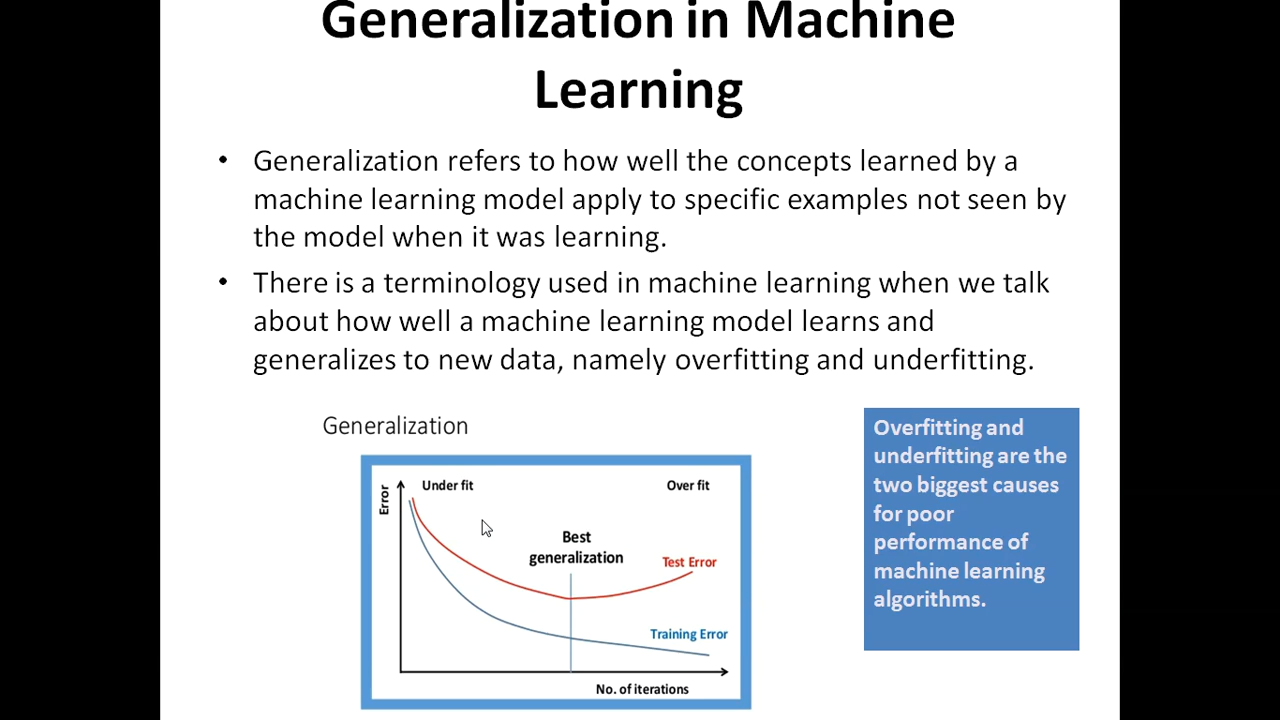 Generalization in Machine
Learning
• Generalization refers to how well the concepts learned by a
machine learning model apply to specific examples not seen by
the model when it was learning.
• There is a terminology used in machine learning when we talk
about how well a machine learning model learns and
generalizes to new data, namely overfitting and underfitting.
Generalization
Error
Under fit
Over fit
Best
generalization
Test Error
Training Error
No. of iterations
Overfitting and
underfitting are the
two biggest causes
for poor
performance of
machine learning
algorithms.